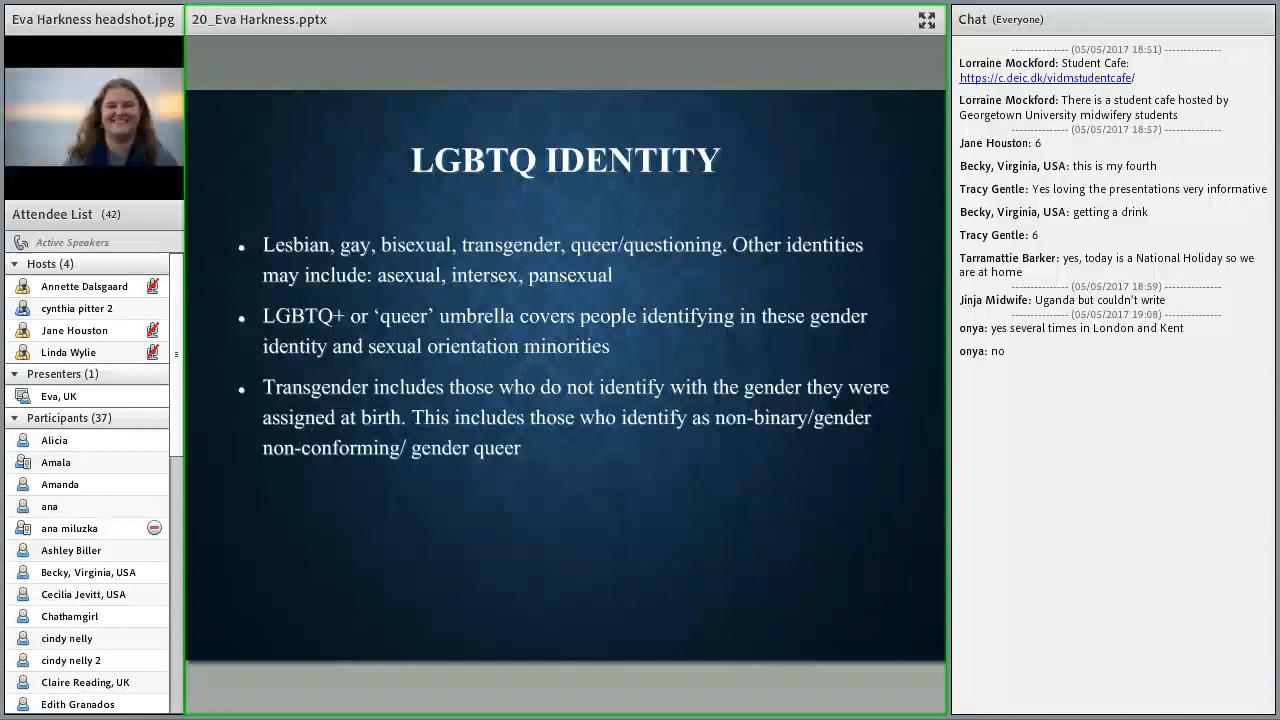 Eva Harkness headshot.jpg
Attendee List (42)
Active Speakers
Hosts (4)
Annette Dalsgaard
cynthia pitter 2
Jane Houston
Linda Wylie
Presenters (1)
Eva, UK
Participants (37)
Alicia
Amala
Amanda
ana
ana miluzka
Ashley Biller
Becky, Virginia, USA
Cecilia Jevitt, USA
Chathamgirl
cindy nelly
cindy nelly 2
Claire Reading, UK
Edith Granados
20_Eva Harkness.pptx
LGBTQ IDENTITY
• Lesbian, gay, bisexual, transgender, queer/questioning. Other identities
may include: asexual, intersex, pansexual
• LGBTQ+ or ‘queer’ umbrella covers people identifying in these gender
identity and sexual orientation minorities
• Transgender includes those who do not identify with the gender they were
assigned at birth. This includes those who identify as non-binary/gender
non-conforming/ gender queer
Chat (Everyone)
--------------- (05/05/2017 18:51) ---------------
Lorraine Mockford: Student Cafe:
https://c.deic.dk/vidmstudentcafe/
Lorraine Mockford: There is a student cafe hosted by
Georgetown University midwifery students
--------------- (05/05/2017 18:57) ---------------
Jane Houston: 6
Becky, Virginia, USA: this is my fourth
Tracy Gentle: Yes loving the presentations very informative
Becky, Virginia, USA: getting a drink
Tracy Gentle: 6
Tarramattie Barker: yes, today is a National Holiday so we
are at home
--------------- (05/05/2017 18:59) ---------------
Jinja Midwife: Uganda but couldn't write
--------------- (05/05/2017 19:08) ---------------
onya: yes several times in London and Kent
onya: no